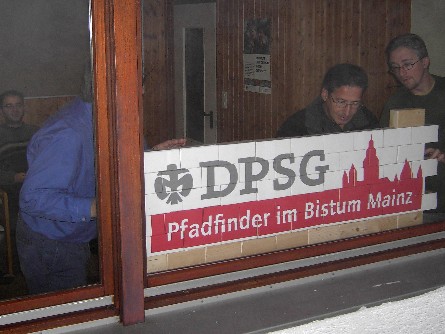 DPSG
Pfadfinder im Bistum Mainz